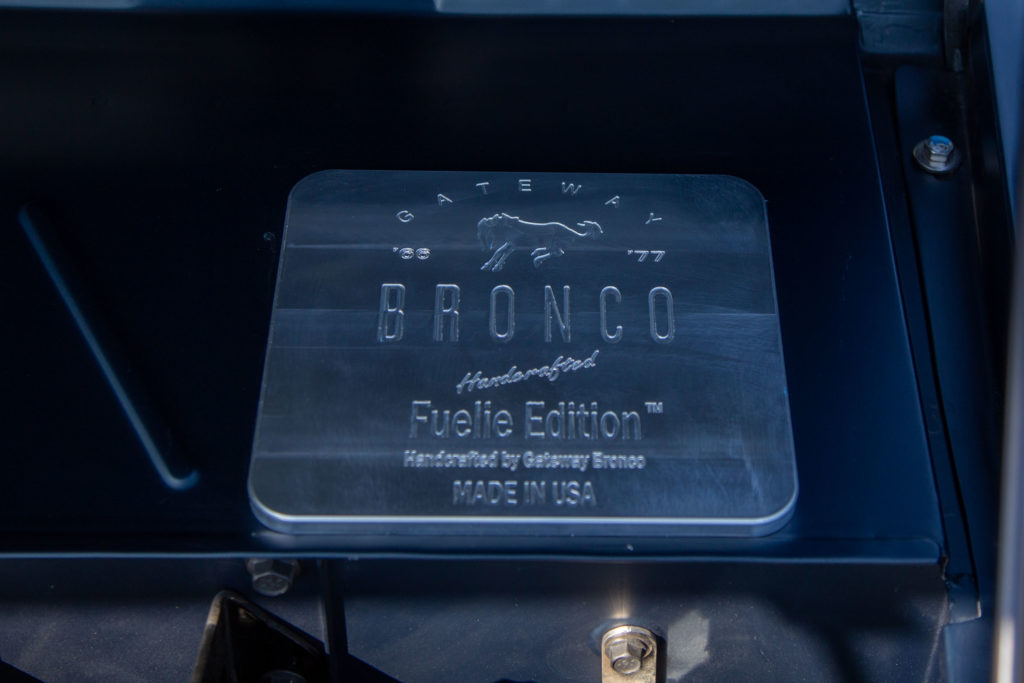 GATEWAY
'66 '77
BRONCO
Handcrafted
Fuelie Edition™
Handcrafted by Gateway Bronco
MADE IN USA